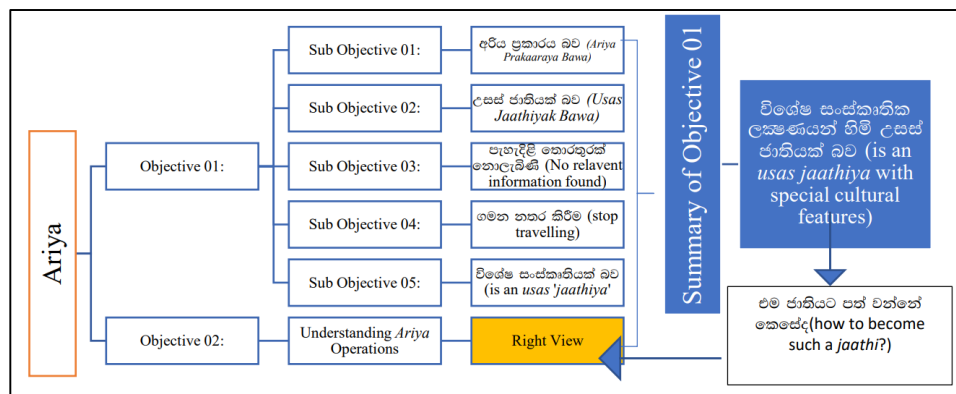 Ariya
Objective 01:
Sub Objective 01:
අරීය ප්‍රකාරය බව (Ariya
Prakaaraya Bawa)
Sub Objective 02:
උසස් ජාතියක් බව (Usas
Jaathiyak Bawa)
Sub Objective 03:
පැහැදිළි තොරතුරක්
නොලැබිණි (No relavent
information found)
Sub Objective 04:
ගමන නතර කිරීම (stop
travelling)
Sub Objective 05:
විශේෂ සංස්කෘතියක් බව
(is an usas 'jaathiya'
Objective 02:
Understanding Ariya
Operations
Right View
Summary of Objective 01
විශේෂ සංස්කෘතික
ලක්‍ෂණයන් හිමි උසස්
ජාතියක් බව (is an
usas jaathiya with
special cultural
features)
එම ජාතියට පත් වන්නේ
කෙසේද(how to become
such a jaathi?)